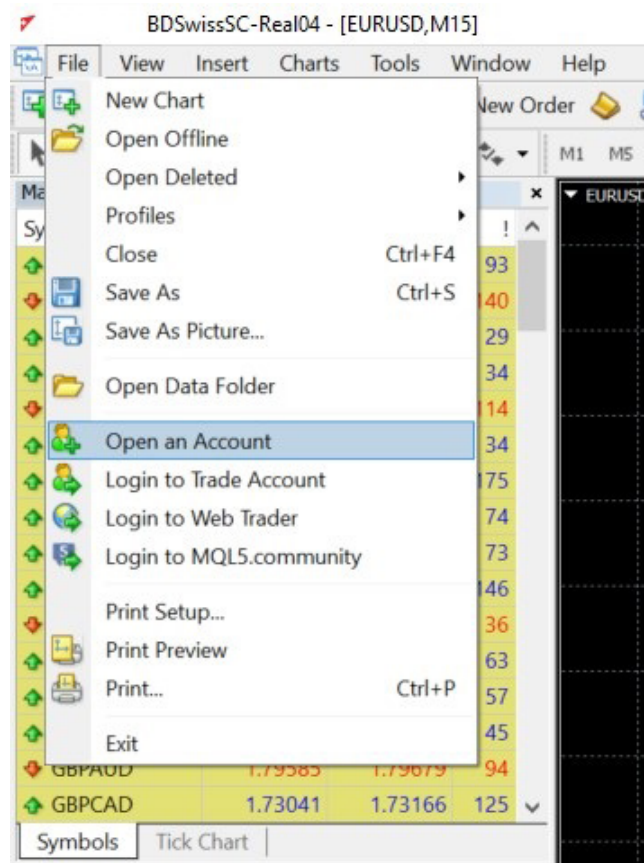 BDSwissSC-Real04 - [EURUSD,M15]
File View Insert Charts Tools Window Help
New Order
M1 M5
EURUSD
!
New Chart
Open Offline
Open Deleted
Profiles
Close Ctrl+F4
Save As Ctrl+S
Save As Picture...
Open Data Folder
Open an Account
Login to Trade Account
Login to Web Trader
Login to MQL5.community
Print Setup...
Print Preview
Print... Ctrl+P
Exit
93
140
29
34
114
34
175
74
73
146
36
63
57
45
GBPAUD 1.79585 1.79679 94
GBPCAD 1.73041 1.73166 125
Symbols Tick Chart